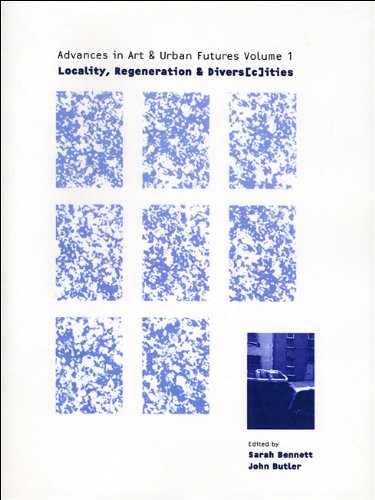 Advances in Art & Urban Futures Volume 1
Locality, Regeneration & Divers[c]ities
Edited by
Sarah Bennett
John Butler